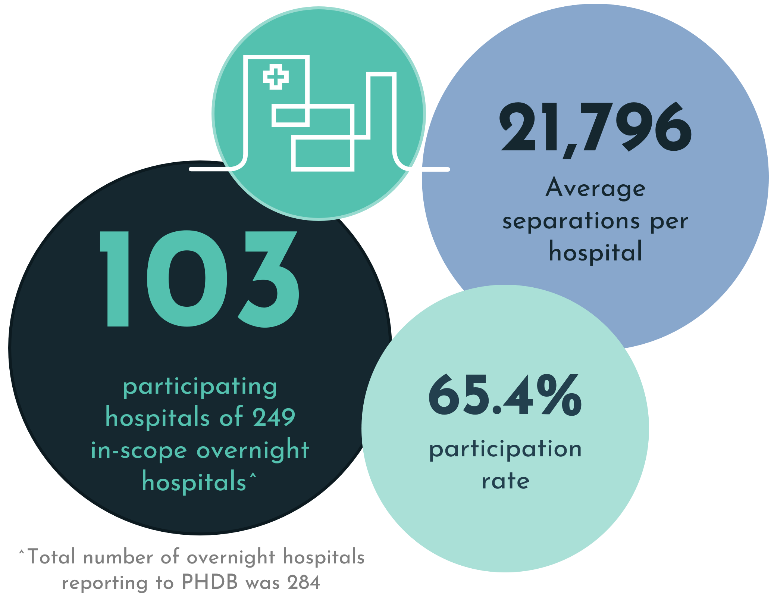 103
participating
hospitals of 249
in-scope overnight
hospitals^
21,796
Average
separations per
hospital
65.4%
participation
rate
^Total number of overnight hospitals
reporting to PHDB was 284